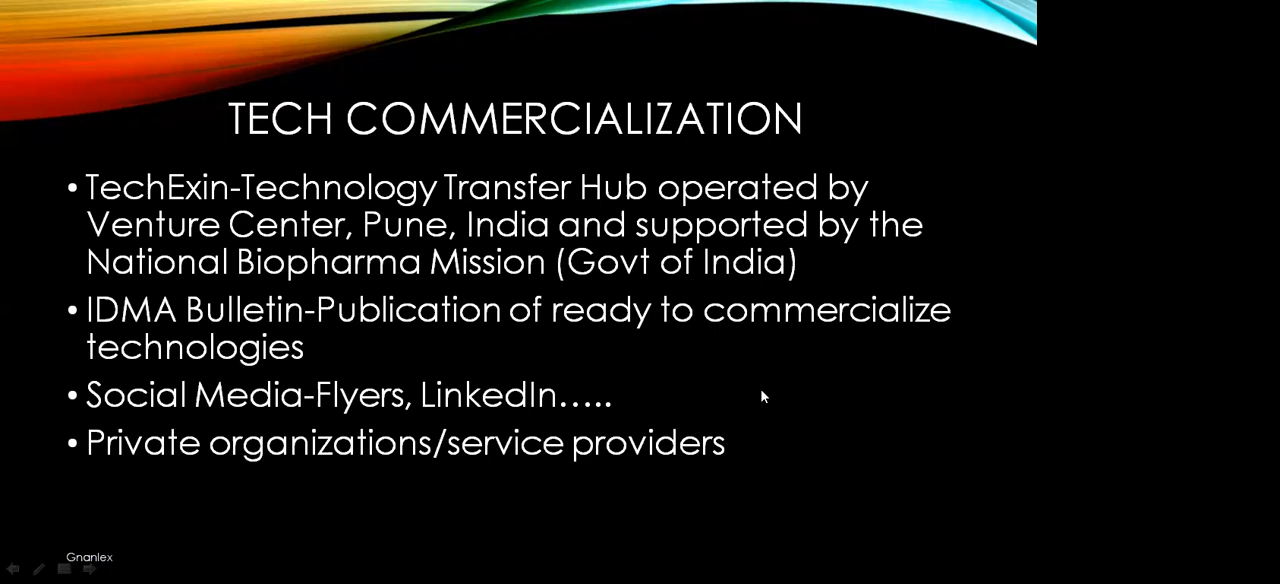 TECH COMMERCIALIZATION
• TechExin-Technology Transfer Hub operated by
Venture Center, Pune, India and supported by the
National Biopharma Mission (Govt of India)
• IDMA Bulletin-Publication of ready to commercialize
technologies
• Social Media-Flyers, LinkedIn.....
• Private organizations/service providers
Gnanlex